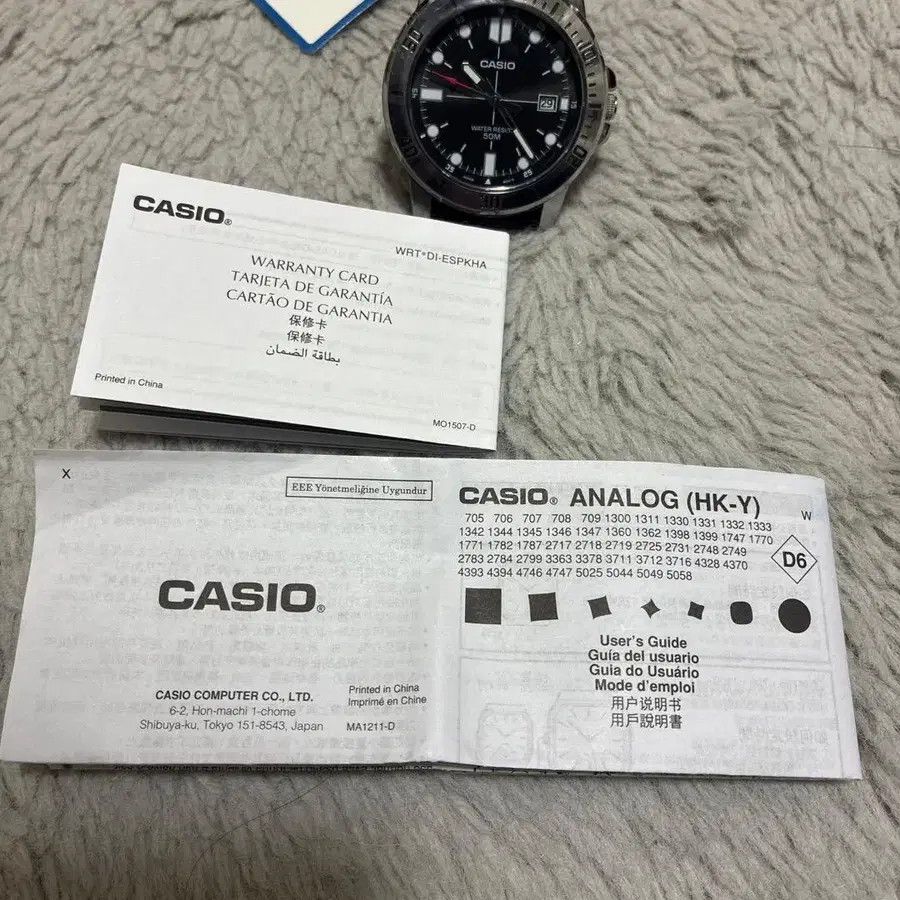 CASIO
WATER RESIST
50M
29
CASIO®
WRT*DI-ESPKHA
WARRANTY CARD
TARJETA DE GARANTÍA
CARTÃO DE GARANTIA
保修卡
保修卡
بطاقة الضمان
Printed in China
MO1507-D
X
EEE Yönetmeliğine Uygundur
CASIO®
CASIO COMPUTER CO., LTD.
6-2, Hon-machi 1-chome
Shibuya-ku, Tokyo 151-8543, Japan
Printed in China
Imprimé en Chine
MA1211-D
CASIO® ANALOG (HK-Y)
W
705 706 707 708 709 1300 1311 1330 1331 1332 1333
1342 1344 1345 1346 1347 1360 1362 1398 1399 1747 1770
1771 1782 1787 2717 2718 2719 2725 2731 2748 2749
2783 2784 2799 3363 3378 3711 3712 3716 4328 4370
4393 4394 4746 4747 5025 5044 5049 5058
D6
User's Guide
Guía del usuario
Guia do Usuário
Mode d'emploi
用户说明书
用戶說明書